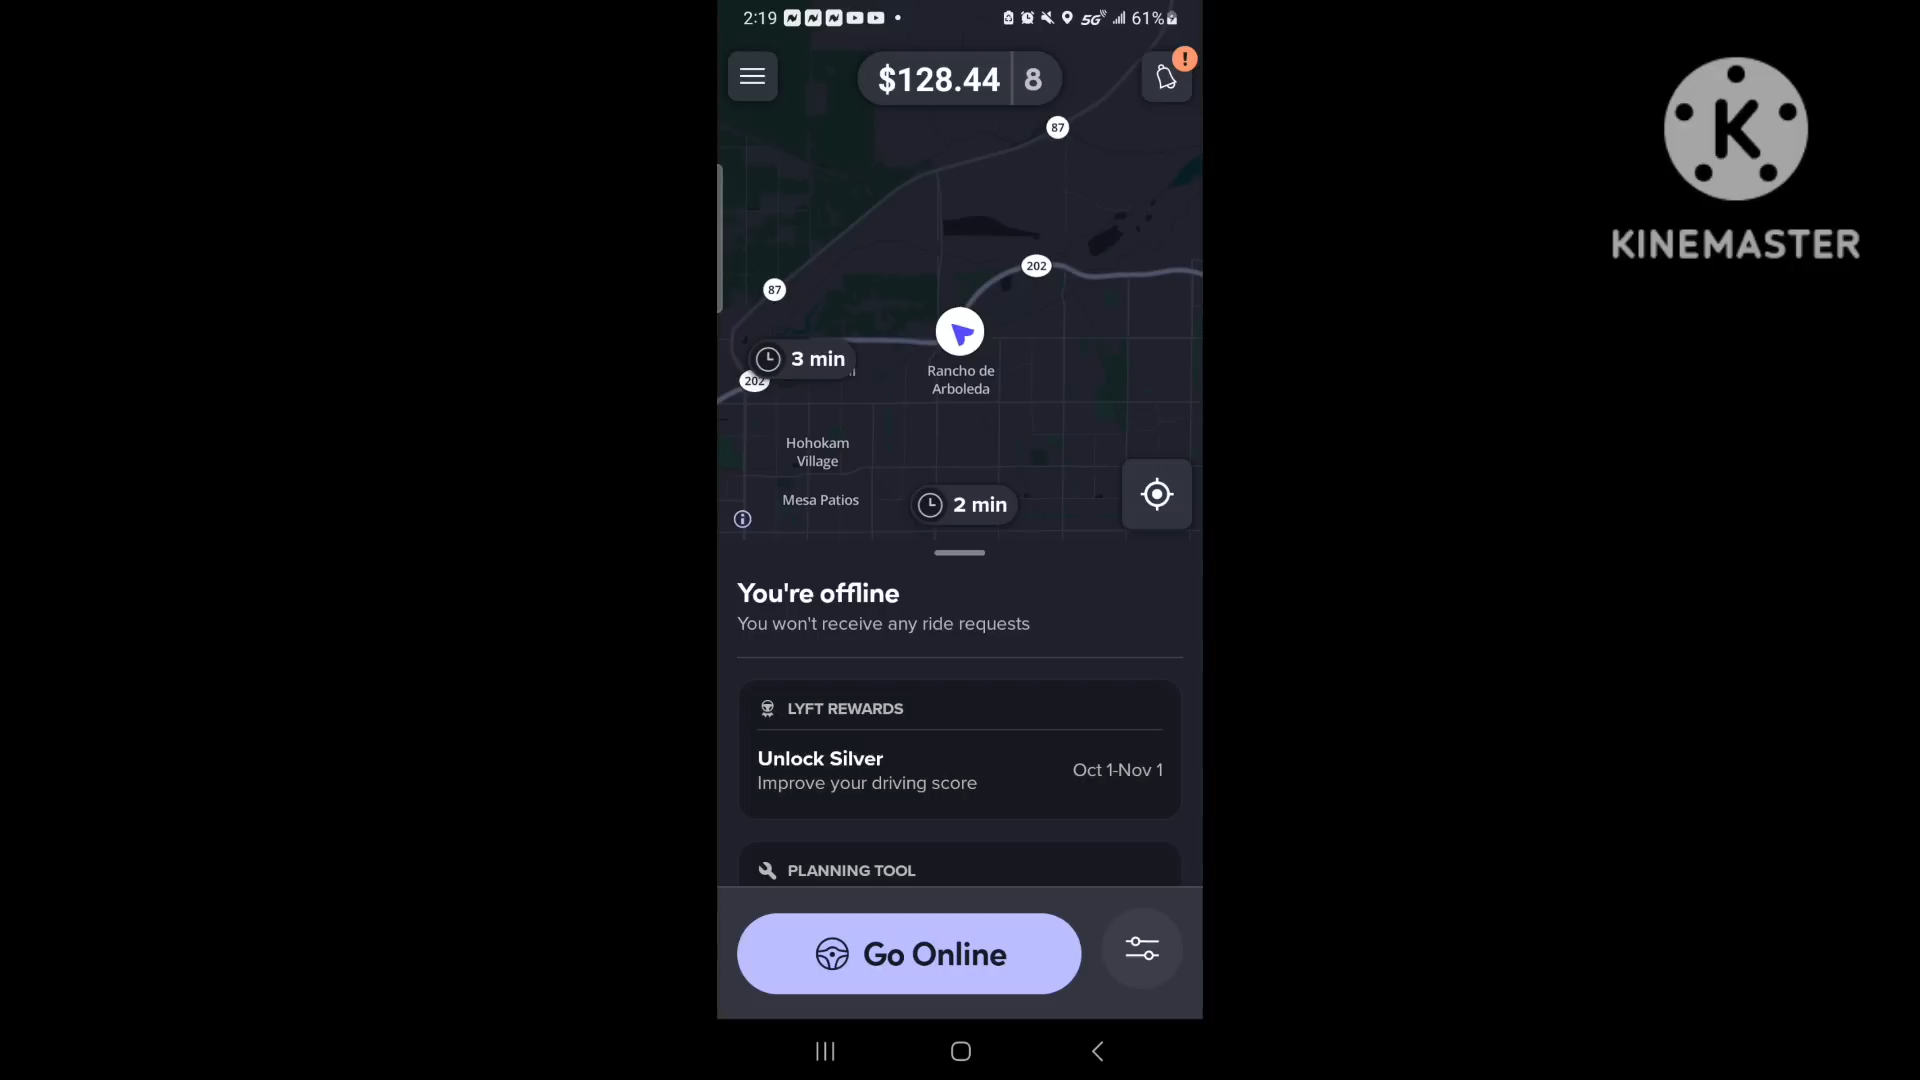 2:19
5G 61%
$128.44 8
!
87
202
87
3 min
202
Rancho de
Arboleda
Hohokam
Village
Mesa Patios
2 min
You're offline
You won't receive any ride requests
LYFT REWARDS
Unlock Silver
Improve your driving score
Oct 1-Nov 1
PLANNING TOOL
Go Online
K
KINEMASTER